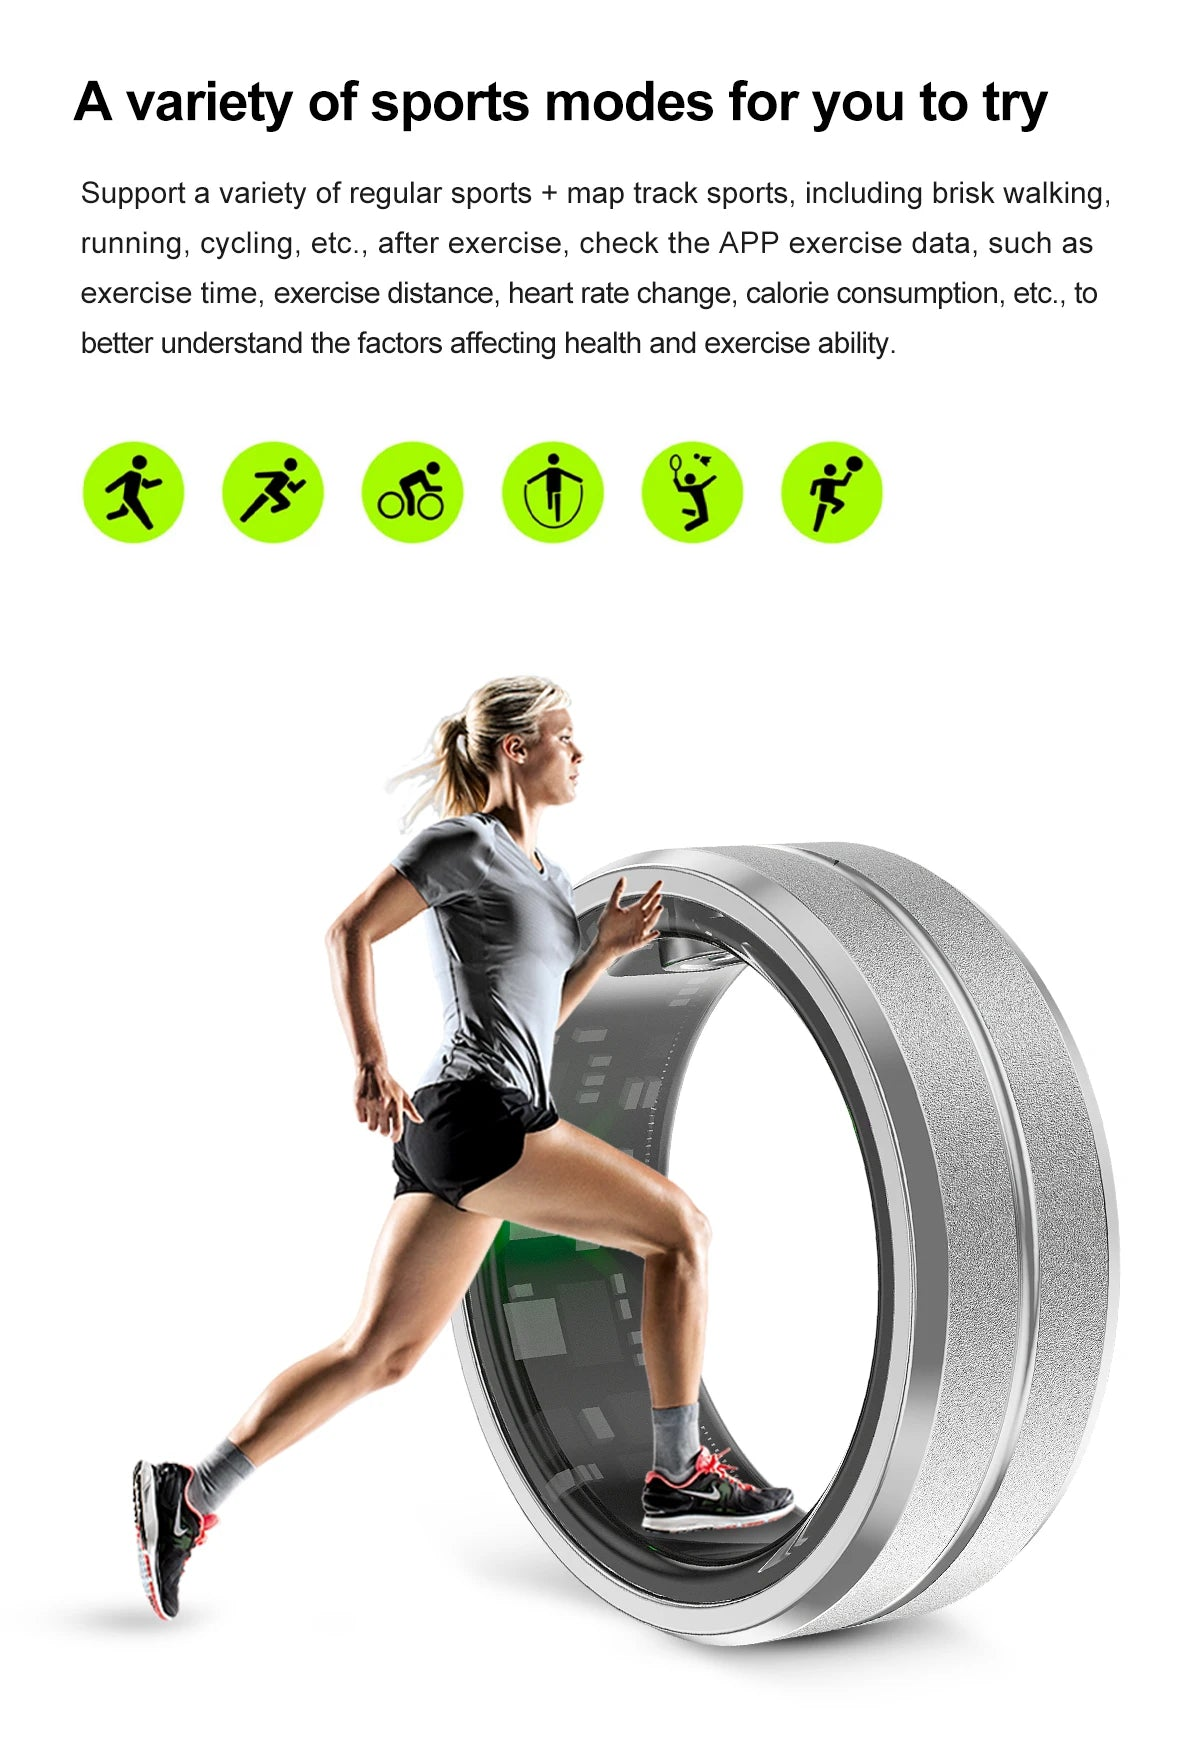 A variety of sports modes for you to try
Support a variety of regular sports + map track sports, including brisk walking,
running, cycling, etc., after exercise, check the APP exercise data, such as
exercise time, exercise distance, heart rate change, calorie consumption, etc., to
better understand the factors affecting health and exercise ability.